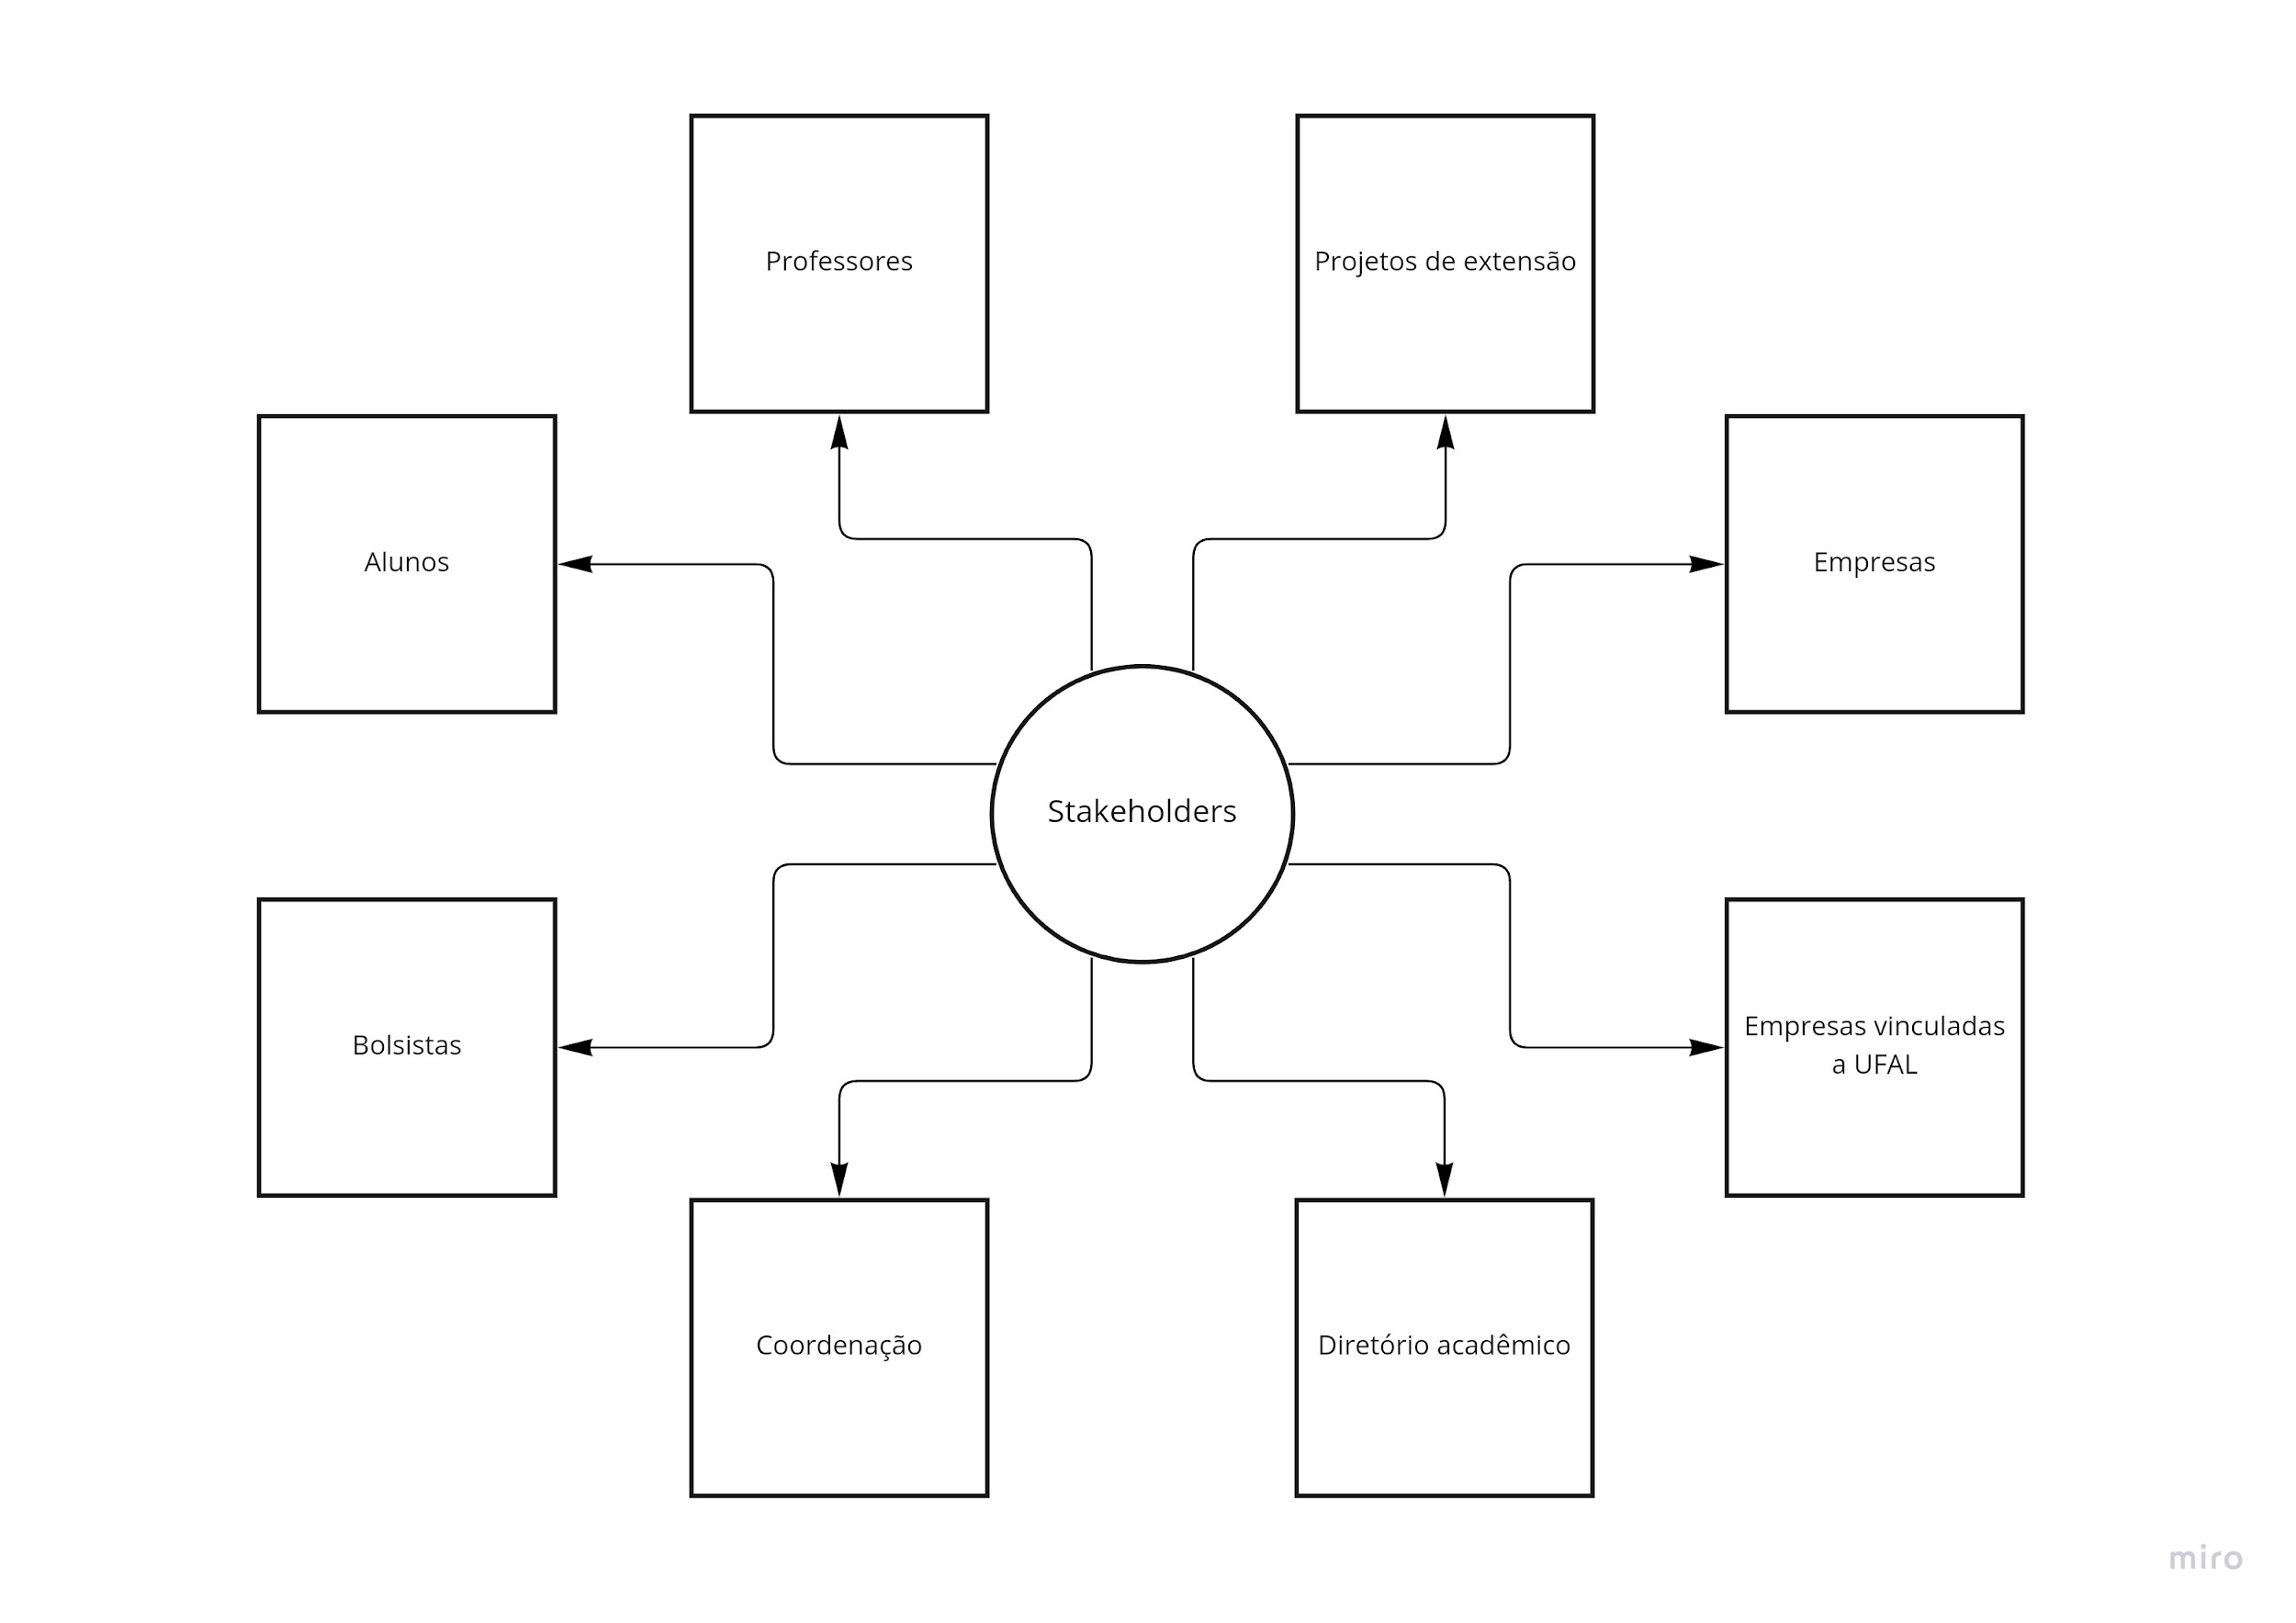 Professores
Projetos de extensão
Alunos
Empresas
Stakeholders
Bolsistas
Empresas vinculadas
a UFAL
Coordenação
Diretório acadêmico
miro